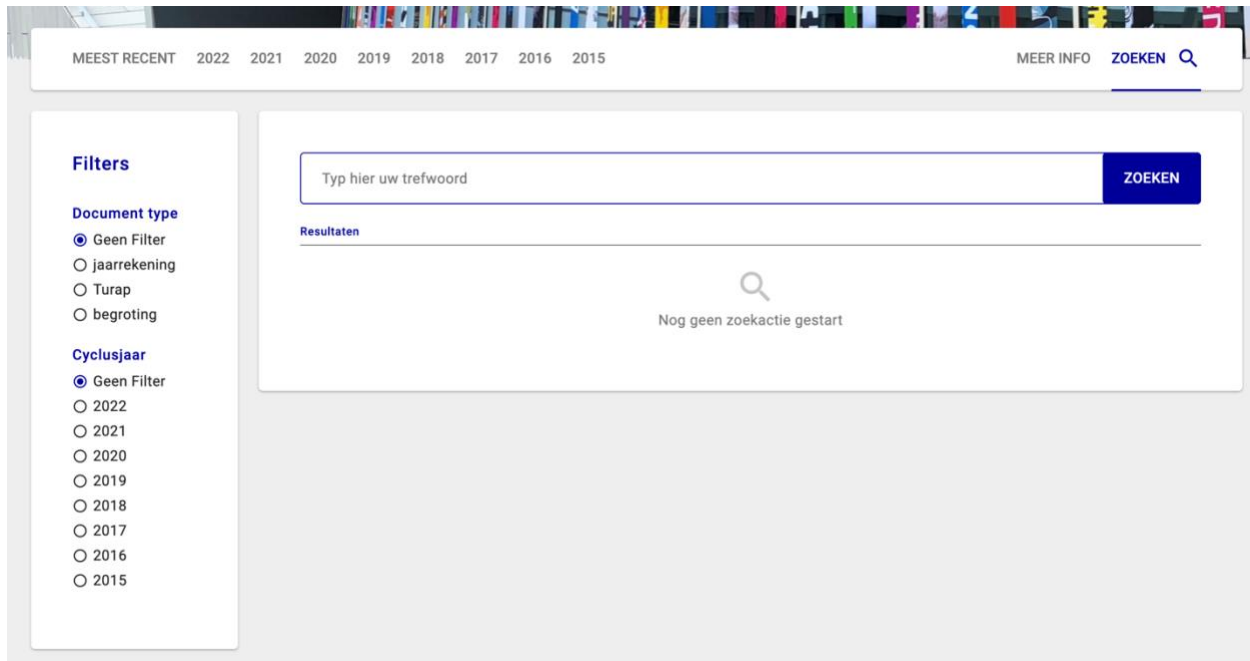 MEEST RECENT 2022 2021 2020 2019 2018 2017 2016 2015 MEER INFO ZOEKEN
Filters
Document type
Geen Filter
jaarrekening
Turap
begroting
Cyclusjaar
Geen Filter
2022
2021
2020
2019
2018
2017
2016
2015
Typ hier uw trefwoord ZOEKEN
Resultaten
Nog geen zoekactie gestart